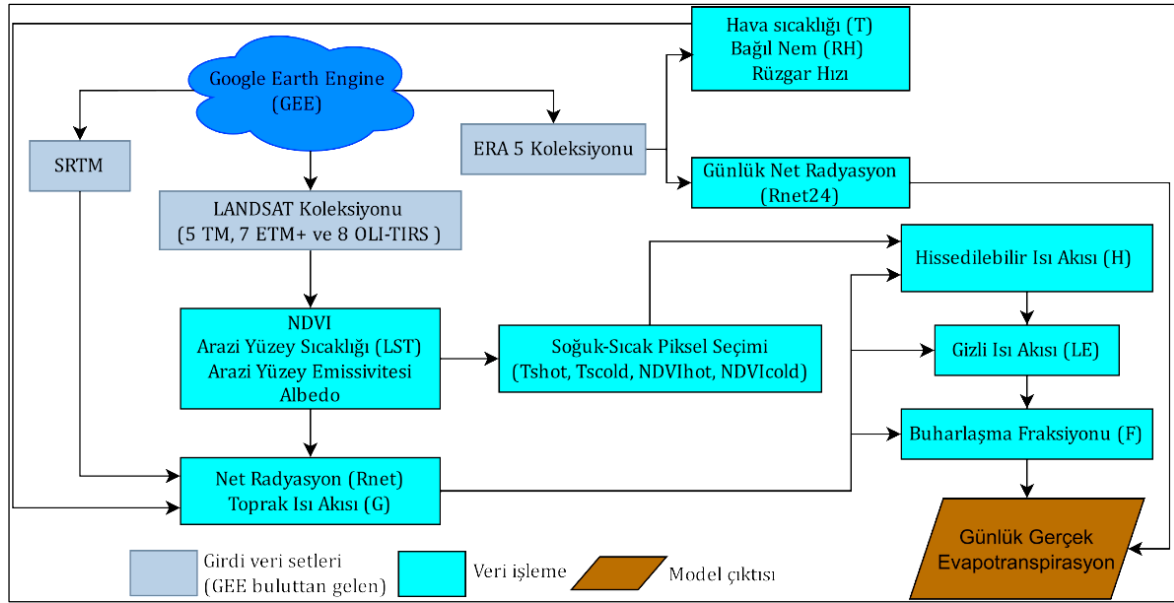 Hava sıcaklığı (T)
Bağıl Nem (RH)
Rüzgar Hızı
Google Earth Engine
(GEE)
SRTM
ERA 5 Koleksiyonu
Günlük Net Radyasyon
(Rnet24)
LANDSAT Koleksiyonu
(5 TM, 7 ETM+ ve 8 OLI-TIRS )
Hissedilebilir Isı Akısı (H)
NDVI
Arazi Yüzey Sıcaklığı (LST)
Arazi Yüzey Emissivitesi
Albedo
Soğuk-Sıcak Piksel Seçimi
(Tshot, Tscold, NDVIhot, NDVIcold)
Gizli Isı Akısı (LE)
Buharlaşma Fraksiyonu (F)
Net Radyasyon (Rnet)
Toprak Isı Akısı (G)
Günlük Gerçek
Evapotranspirasyon
Girdi veri setleri
(GEE buluttan gelen)
Veri işleme
Model çıktısı